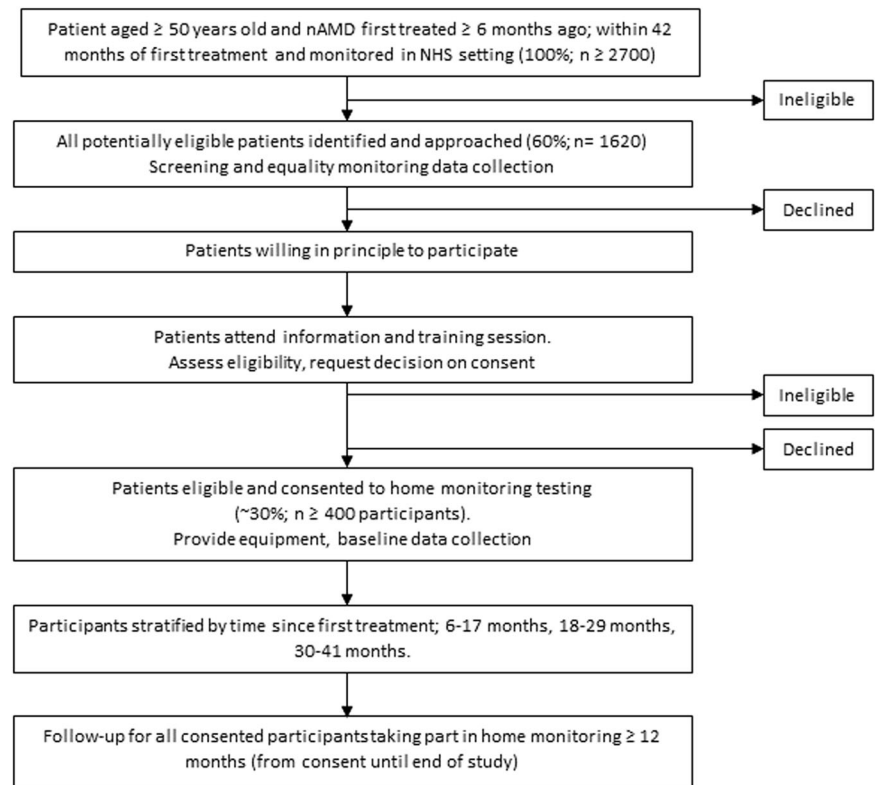 Patient aged ≥ 50 years old and nAMD first treated ≥ 6 months ago; within 42
months of first treatment and monitored in NHS setting (100%; n ≥ 2700)
Ineligible
All potentially eligible patients identified and approached (60%; n= 1620)
Screening and equality monitoring data collection
Declined
Patients willing in principle to participate
Patients attend information and training session.
Assess eligibility, request decision on consent
Ineligible
Declined
Patients eligible and consented to home monitoring testing
(~30%; n ≥ 400 participants).
Provide equipment, baseline data collection
Participants stratified by time since first treatment; 6-17 months, 18-29 months,
30-41 months.
Follow-up for all consented participants taking part in home monitoring ≥ 12
months (from consent until end of study)